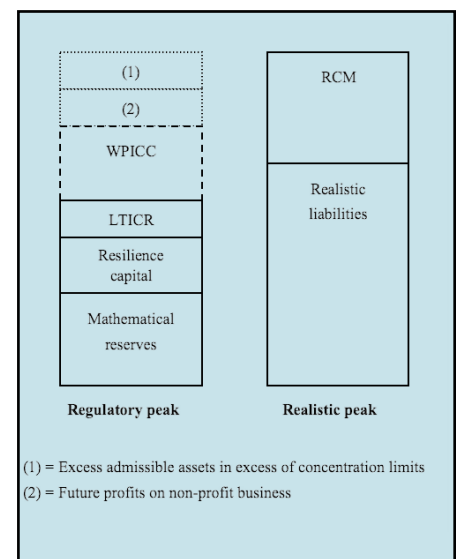 (1)
(2)
WPICC
LTICR
Resilience
capital
Mathematical
reserves
Regulatory peak
RCM
Realistic
liabilities
Realistic peak
(1) = Excess admissible assets in excess of concentration limits
(2) = Future profits on non-profit business